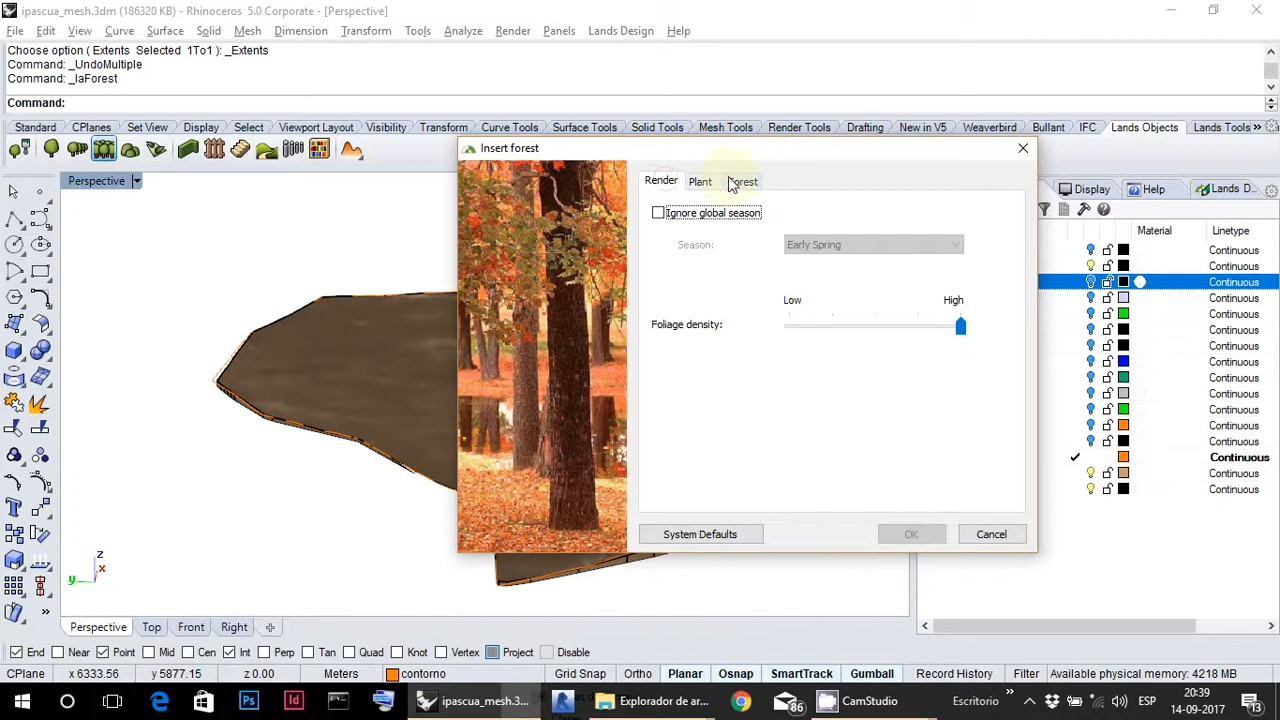 ipascua_mesh.3dm (186320 KB) - Rhinoceros 5.0 Corporate - [Perspective]
File Edit View Curve Surface Solid Mesh Dimension Transform Tools Analyze Render Panels Lands Design Help
Choose option ( Extents Selected 1To1 ): _Extents
Command: _UndoMultiple
Command: _laForest
Command:
Standard CPlanes Set View Display Select Viewport Layout Visibility Transform Curve Tools Surface Tools Solid Tools Mesh Tools Render Tools Drafting New in V5 Weaverbird Bullant IFC Lands Objects Lands Tools
Insert forest
Perspective
Render Plant Forest
Display Help Lands D...
Ignore global season
Material Linetype
Season: Early Spring
Continuous
Continuous
Continuous
Continuous
Low High
Continuous
Foliage density:
Continuous
Continuous
Continuous
Continuous
Continuous
Continuous
Continuous
Continuous
Continuous
Continuous
Continuous
System Defaults OK Cancel
z
x
y
Perspective Top Front Right
End Near Point Mid Cen Int Perp Tan Quad Knot Vertex Project Disable
CPlane x 6333.56 y 5877.15 z 0.00 Meters contorno Grid Snap Ortho Planar Osnap SmartTrack Gumball Record History Filter Available physical memory: 4218 MB
ipascua_mesh.3... Explorador de ar... 86 CamStudio Escritorio ESP 20:39
14-09-2017 13